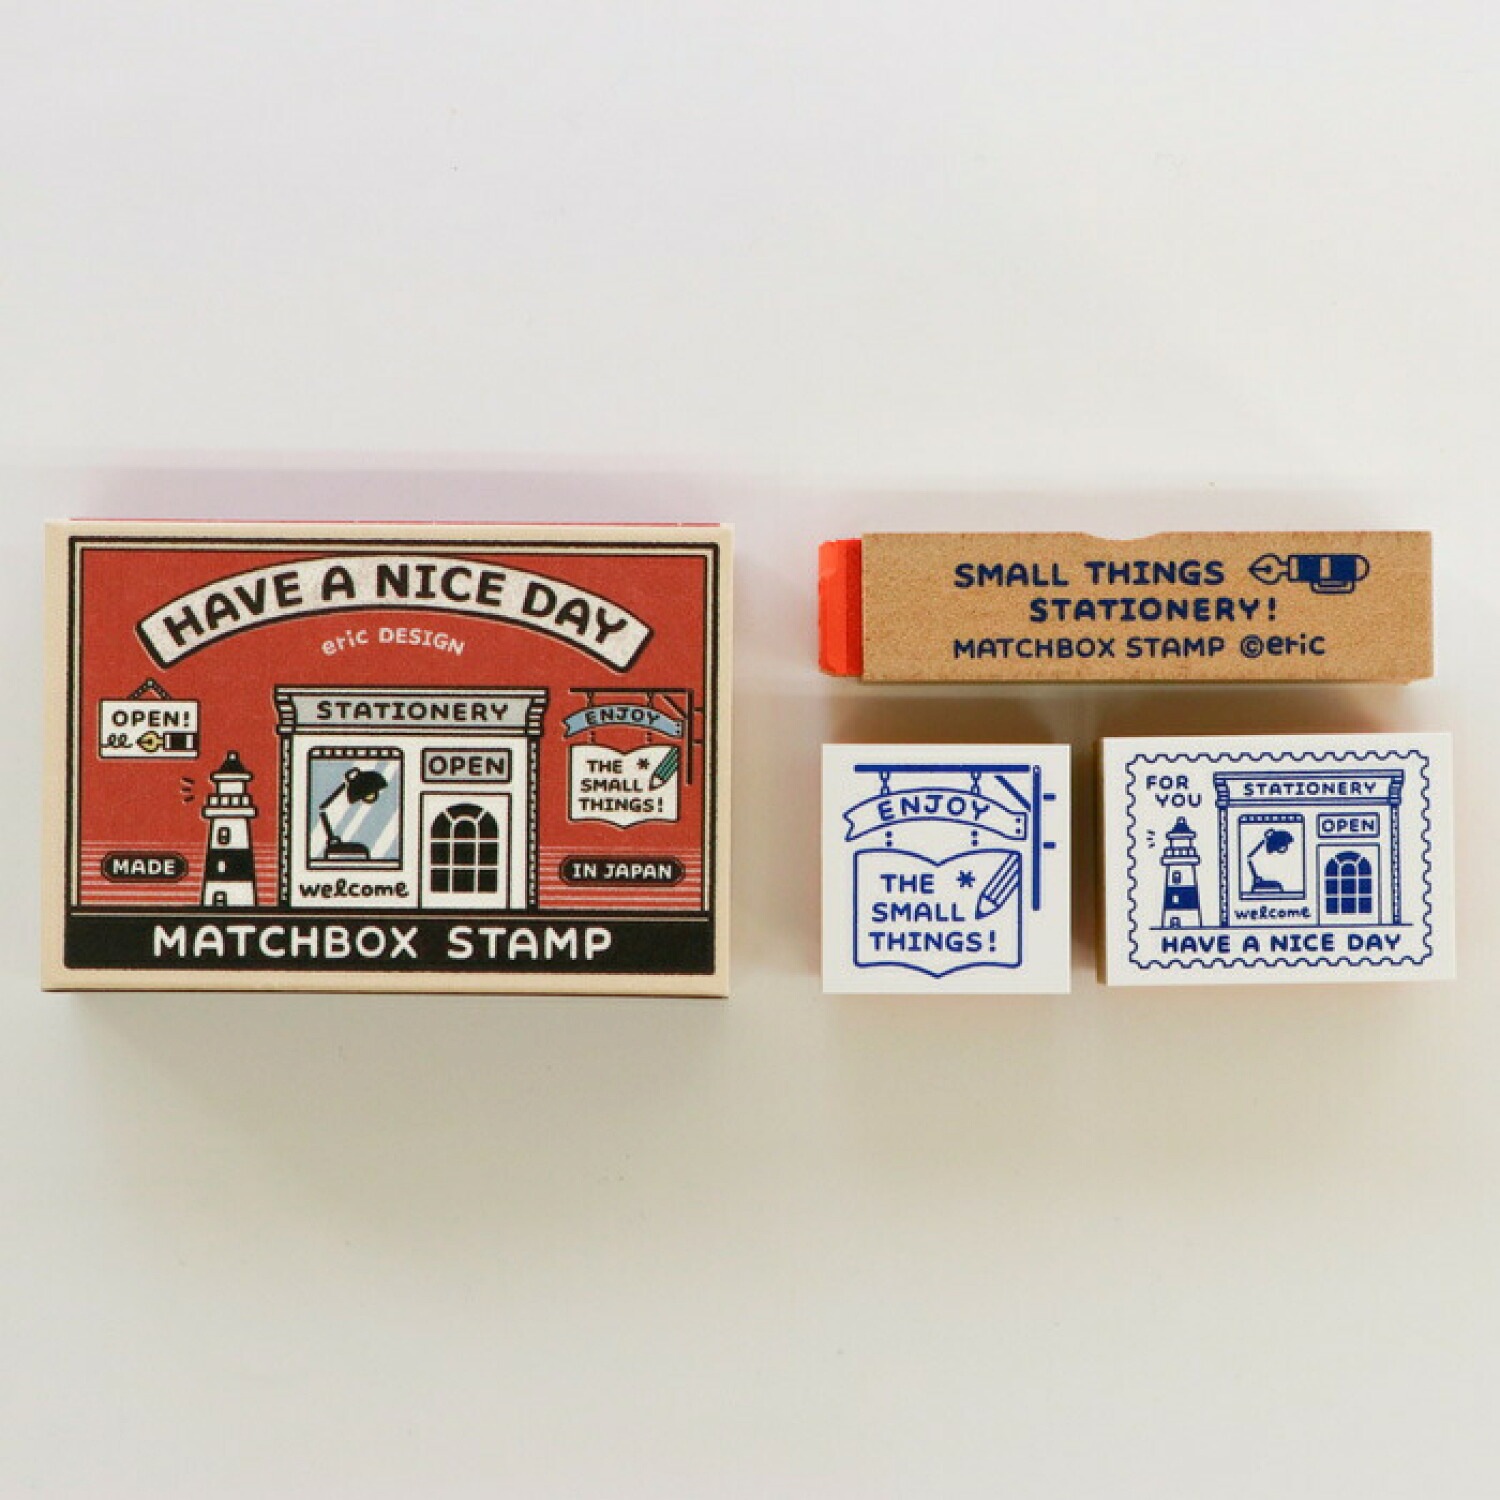 HAVE A NICE DAY
eric DESIGN
OPEN!
STATIONERY
OPEN
welcome
ENJOY
THE *
SMALL
THINGS!
MADE
IN JAPAN
MATCHBOX STAMP
SMALL THINGS
STATIONERY!
MATCHBOX STAMP ©eric
ENJOY
THE *
SMALL
THINGS!
FOR
YOU
STATIONERY
OPEN
welcome
HAVE A NICE DAY